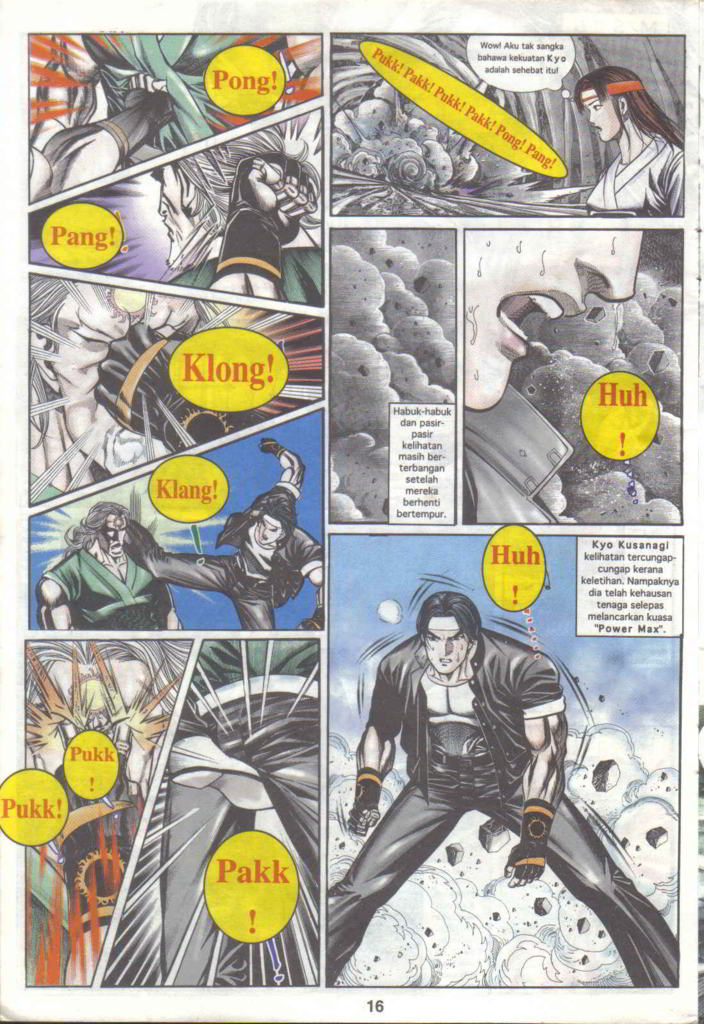 Pong!
Pang!
Klong!
Klang!
Pukk
!
Pukk!
Pakk
!
Pukk! Pakk! Pukk! Pakk! Pong! Pang!
Wow! Aku tak sangka
bahawa kekuatan Kyo
adalah sehebat itu!
Habuk-habuk
dan pasir-
pasir
kelihatan
masih ber-
terbangan
setelah
mereka
berhenti
bertempur.
Huh
!
Huh
!
Kyo Kusanagi
kelihatan tercungap-
cungap kerana
keletihan. Nampaknya
dia telah kehausan
tenaga selepas
melancarkan kuasa
"Power Max".
16